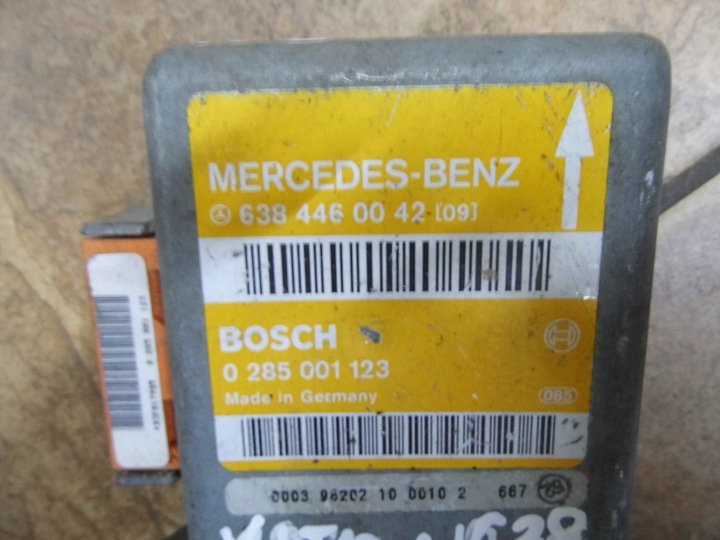 MERCEDES-BENZ
638 446 00 42 [09]
BOSCH
0 285 001 123
Made in Germany
085
0003 96202 10 0010 2 667